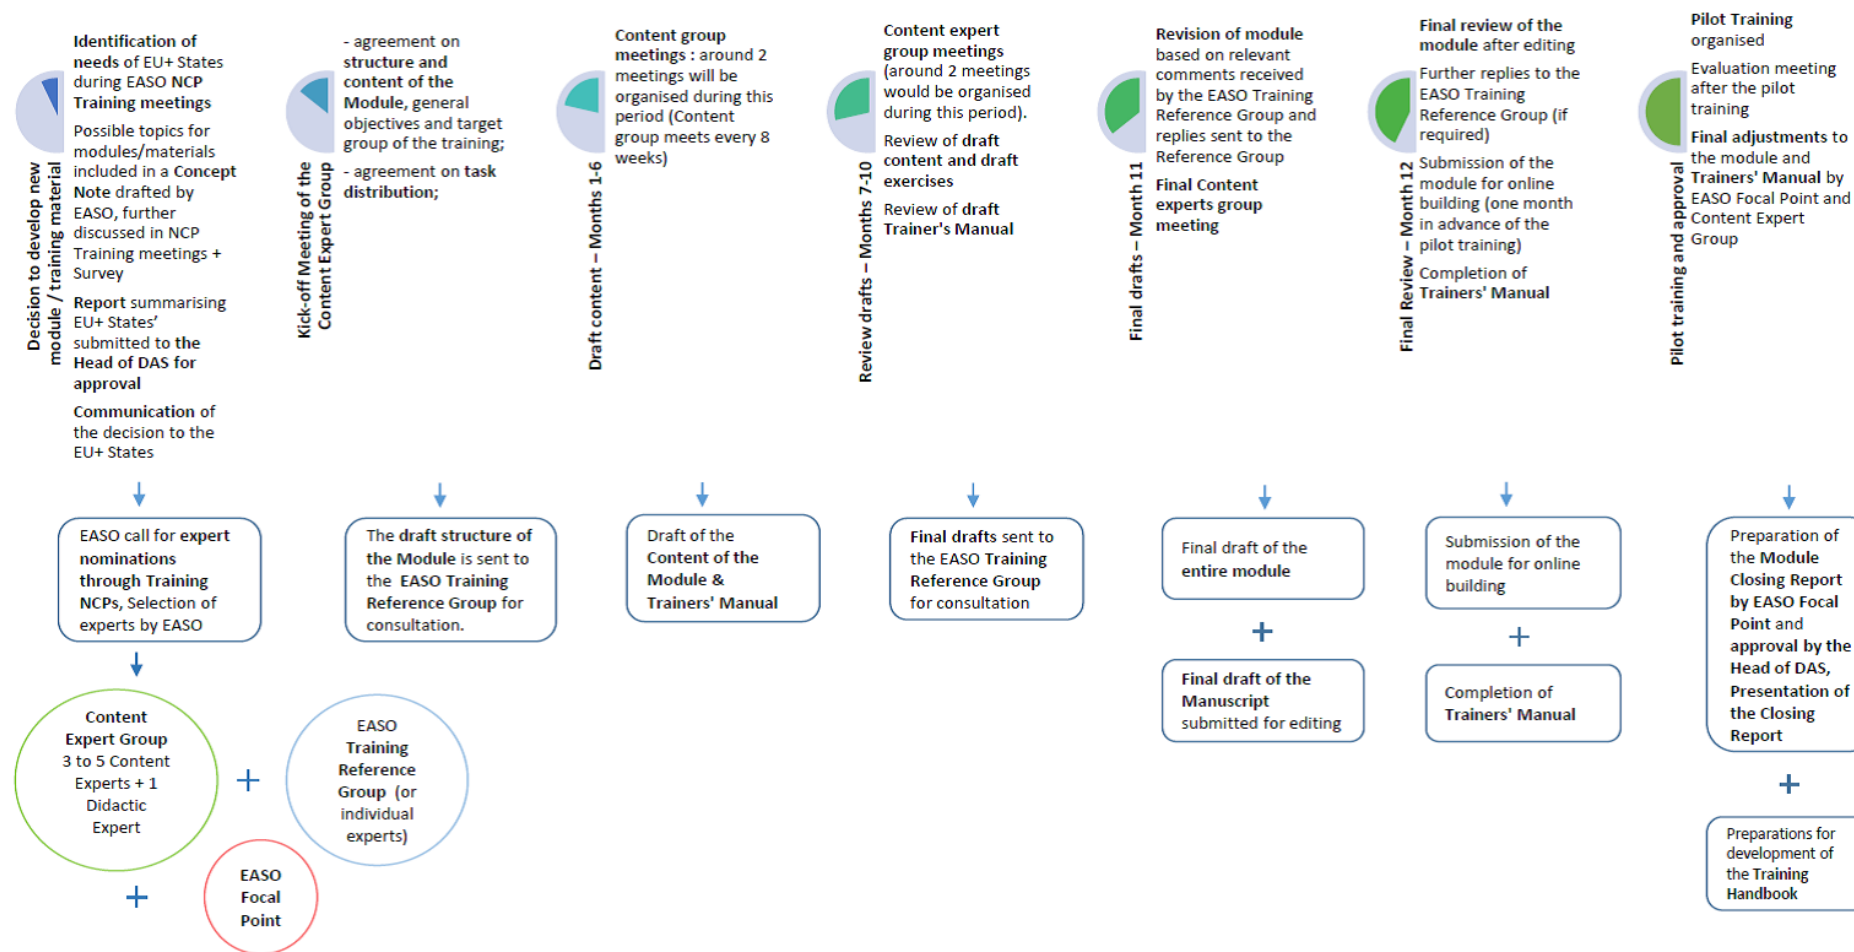 Decision to develop new
module / training material
Identification of
needs of EU+ States
during EASO NCP
Training meetings
Possible topics for
modules/materials
included in a Concept
Note drafted by
EASO, further
discussed in NCP
Training meetings +
Survey
Report summarising
EU+ States'
submitted to the
Head of DAS for
approval
Communication of
the decision to the
EU+ States
EASO call for expert
nominations
through Training
NCPs, Selection of
experts by EASO
Content
Expert Group
3 to 5 Content
Experts + 1
Didactic
Expert
+
EASO
Training
Reference
Group (or
individual
experts)
+
EASO
Focal
Point
Kick-off Meeting of the
Content Expert Group
- agreement on
structure and
content of the
Module, general
objectives and target
group of the training;
- agreement on task
distribution;
The draft structure of
the Module is sent to
the EASO Training
Reference Group for
consultation.
Draft content – Months 1-6
Content group
meetings : around 2
meetings will be
organised during this
period (Content
group meets every 8
weeks)
Draft of the
Content of the
Module &
Trainers' Manual
Review drafts – Months 7-10
Content expert
group meetings
(around 2 meetings
would be organised
during this period).
Review of draft
content and draft
exercises
Review of draft
Trainer's Manual
Final drafts sent to
the EASO Training
Reference Group
for consultation
Final drafts – Month 11
Revision of module
based on relevant
comments received
by the EASO Training
Reference Group and
replies sent to the
Reference Group
Final Content
experts group
meeting
Final draft of the
entire module
+
Final draft of the
Manuscript
submitted for editing
Final Review – Month 12
Final review of the
module after editing
Further replies to the
EASO Training
Reference Group (if
required)
Submission of the
module for online
building (one month
in advance of the
pilot training)
Completion of
Trainers' Manual
Submission of the
module for online
building
+
Completion of
Trainers' Manual
Pilot training and approval
Pilot Training
organised
Evaluation meeting
after the pilot
training
Final adjustments to
the module and
Trainers' Manual by
EASO Focal Point and
Content Expert
Group
Preparation of
the Module
Closing Report
by EASO Focal
Point and
approval by the
Head of DAS,
Presentation of
the Closing
Report
+
Preparations for
development of
the Training
Handbook